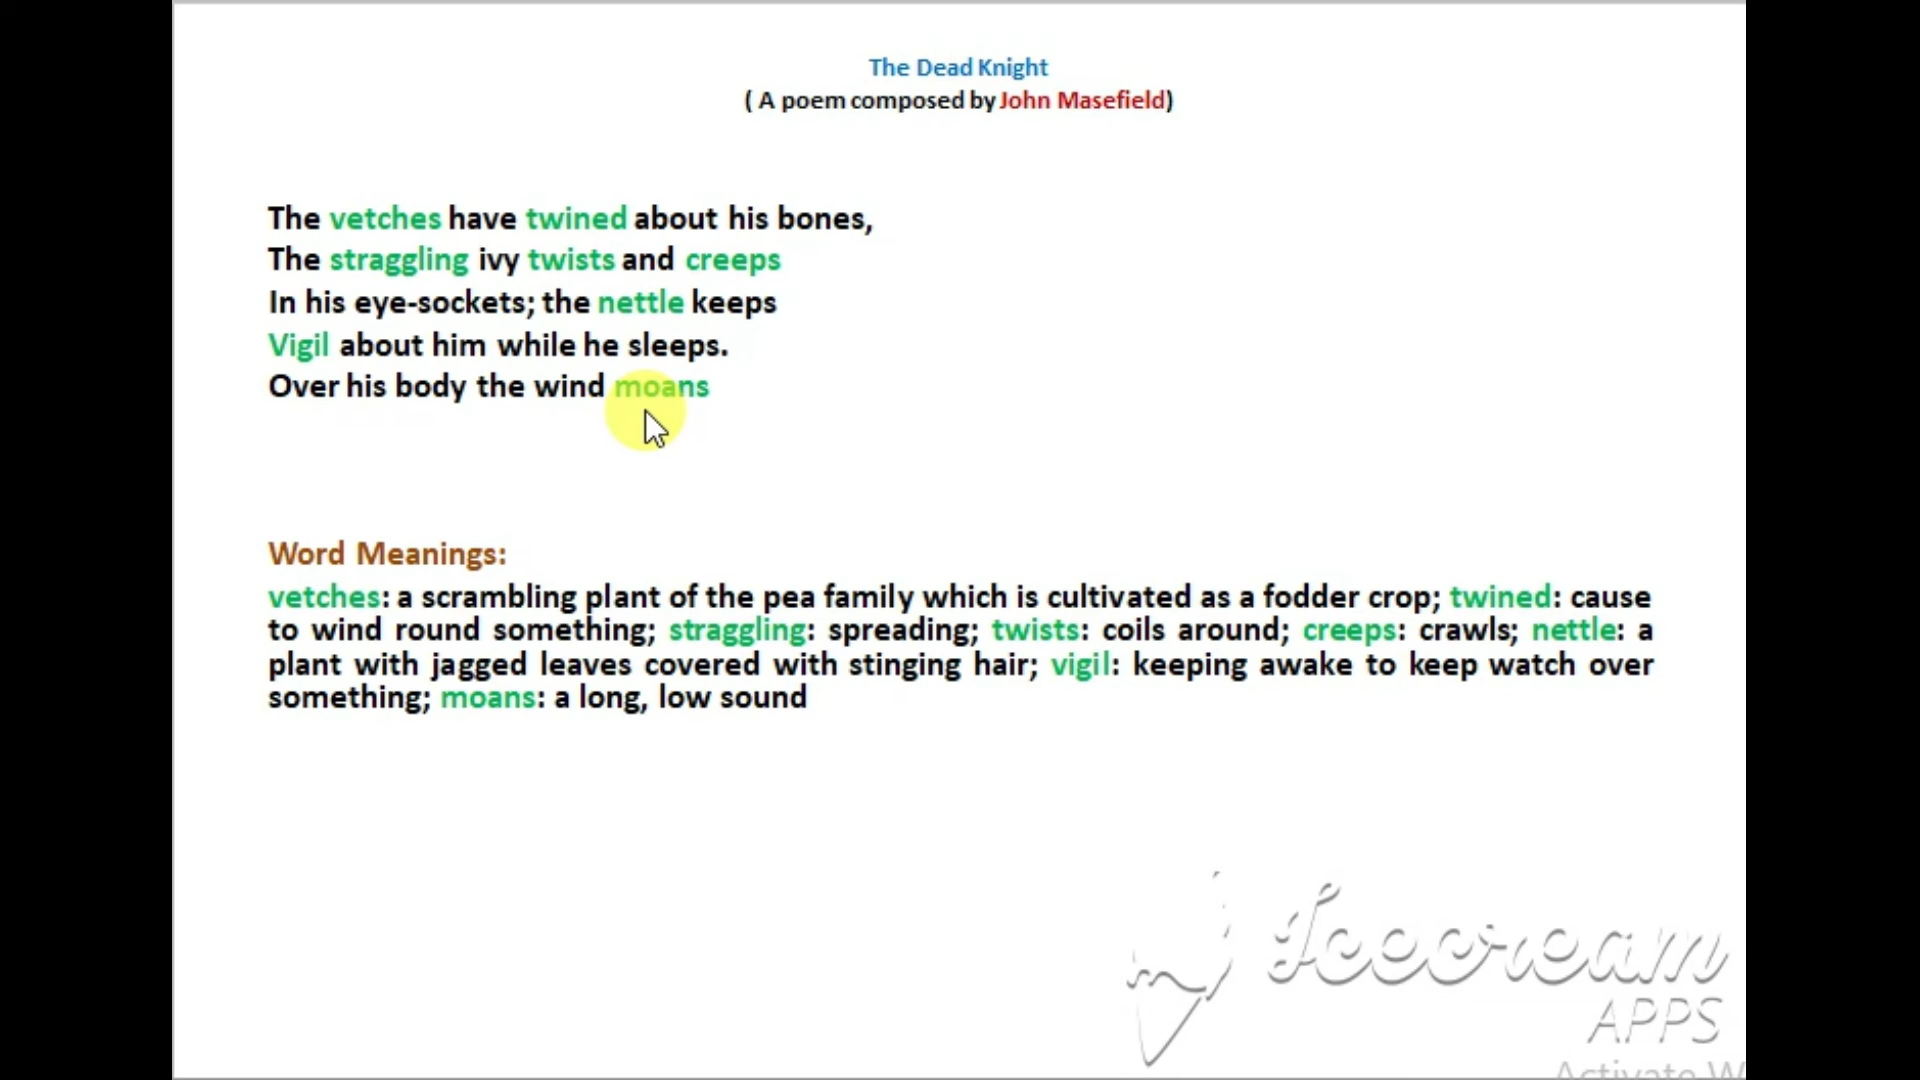 The Dead Knight
( A poem composed by John Masefield)
The vetches have twined about his bones,
The straggling ivy twists and creeps
In his eye-sockets; the nettle keeps
Vigil about him while he sleeps.
Over his body the wind moans
Word Meanings:
vetches: a scrambling plant of the pea family which is cultivated as a fodder crop; twined: cause
to wind round something; straggling: spreading; twists: coils around; creeps: crawls; nettle: a
plant with jagged leaves covered with stinging hair; vigil: keeping awake to keep watch over
something; moans: a long, low sound
Icecream
APPS
Activate W